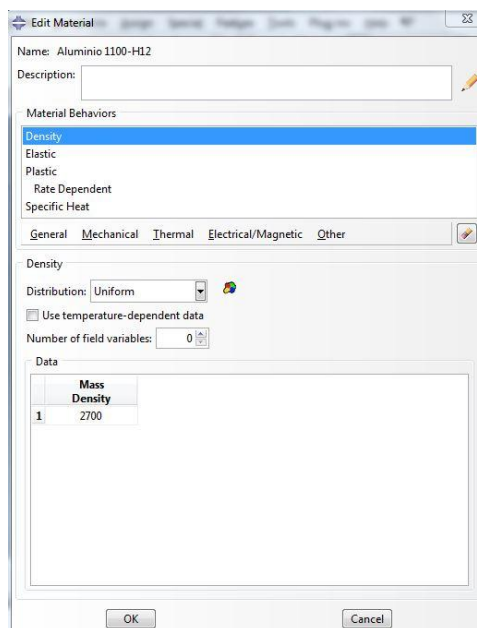 Edit Material
Name: Aluminio 1100-H12
Description:
Material Behaviors
Density
Elastic
Plastic
Rate Dependent
Specific Heat
General Mechanical Thermal Electrical/Magnetic Other
Density
Distribution: Uniform
Use temperature-dependent data
Number of field variables: 0
Data
Mass
Density
1 2700
OK Cancel